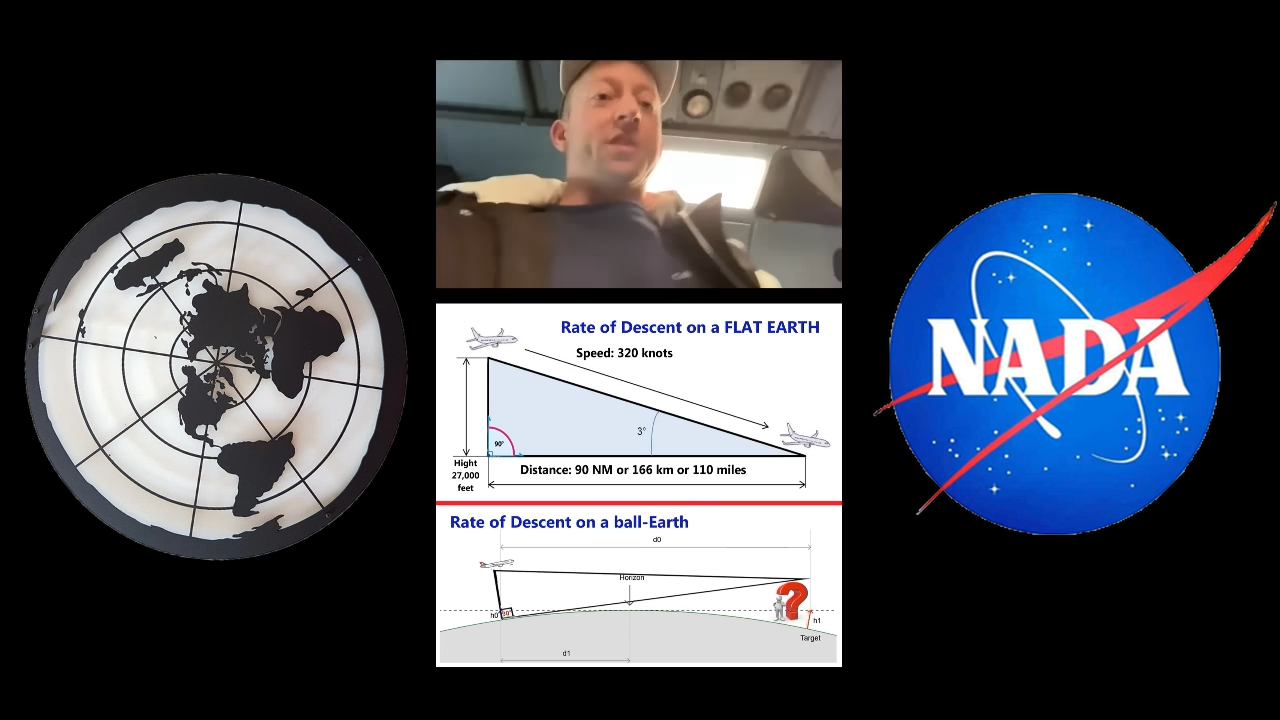 Rate of Descent on a FLAT EARTH
Speed: 320 knots
3°
90°
Hight
27,000
feet
Distance: 90 NM or 166 km or 110 miles
Rate of Descent on a ball-Earth
d0
Horizon
h0
h1
Target
d1
NADA